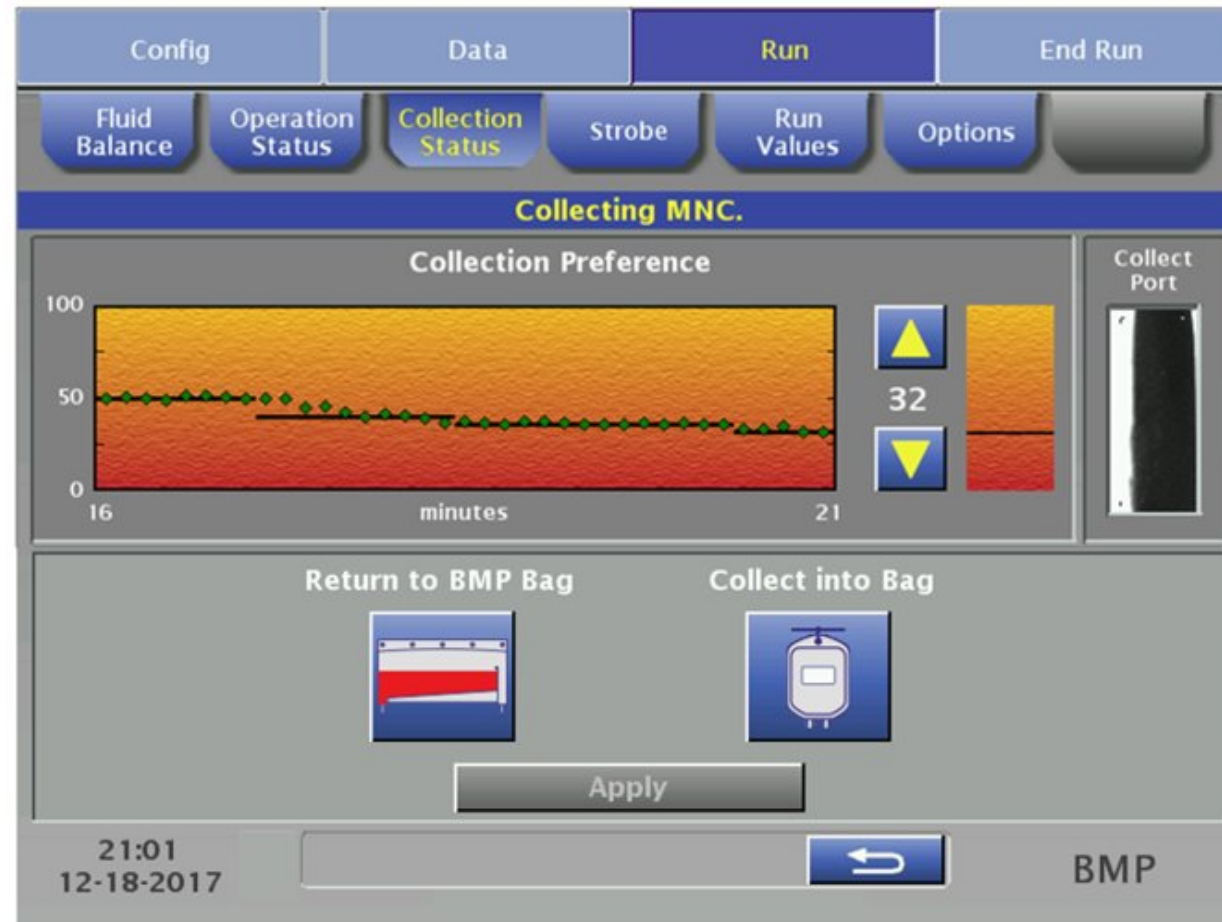 Config
Data
Run
End Run
Fluid
Balance
Operation
Status
Collection
Status
Strobe
Run
Values
Options
Collecting MNC.
Collection Preference
Collect
Port
100
50
32
0
16
minutes
21
Return to BMP Bag
Collect into Bag
Apply
21:01
12-18-2017
BMP